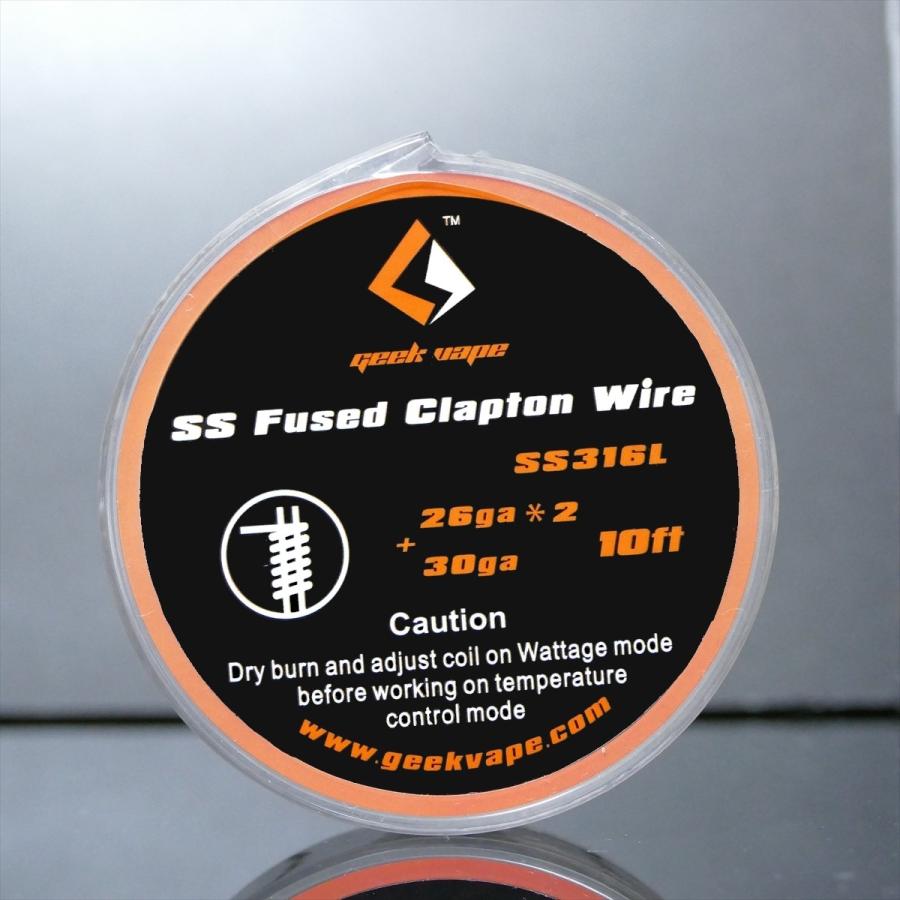 TM
geek vape
SS Fused Clapton Wire
SS316L
26ga * 2
+
30ga
10ft
Caution
Dry burn and adjust coil on Wattage mode
before working on temperature
control mode
www.geekvape.com